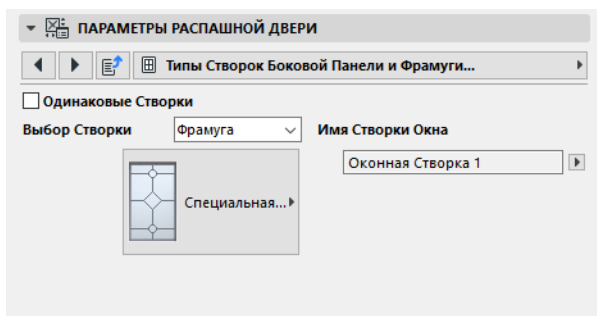 ПАРАМЕТРЫ РАСПАШНОЙ ДВЕРИ
Типы Створок Боковой Панели и Фрамуги...
Одинаковые Створки
Выбор Створки Фрамуга Имя Створки Окна
Оконная Створка 1
Специальная...